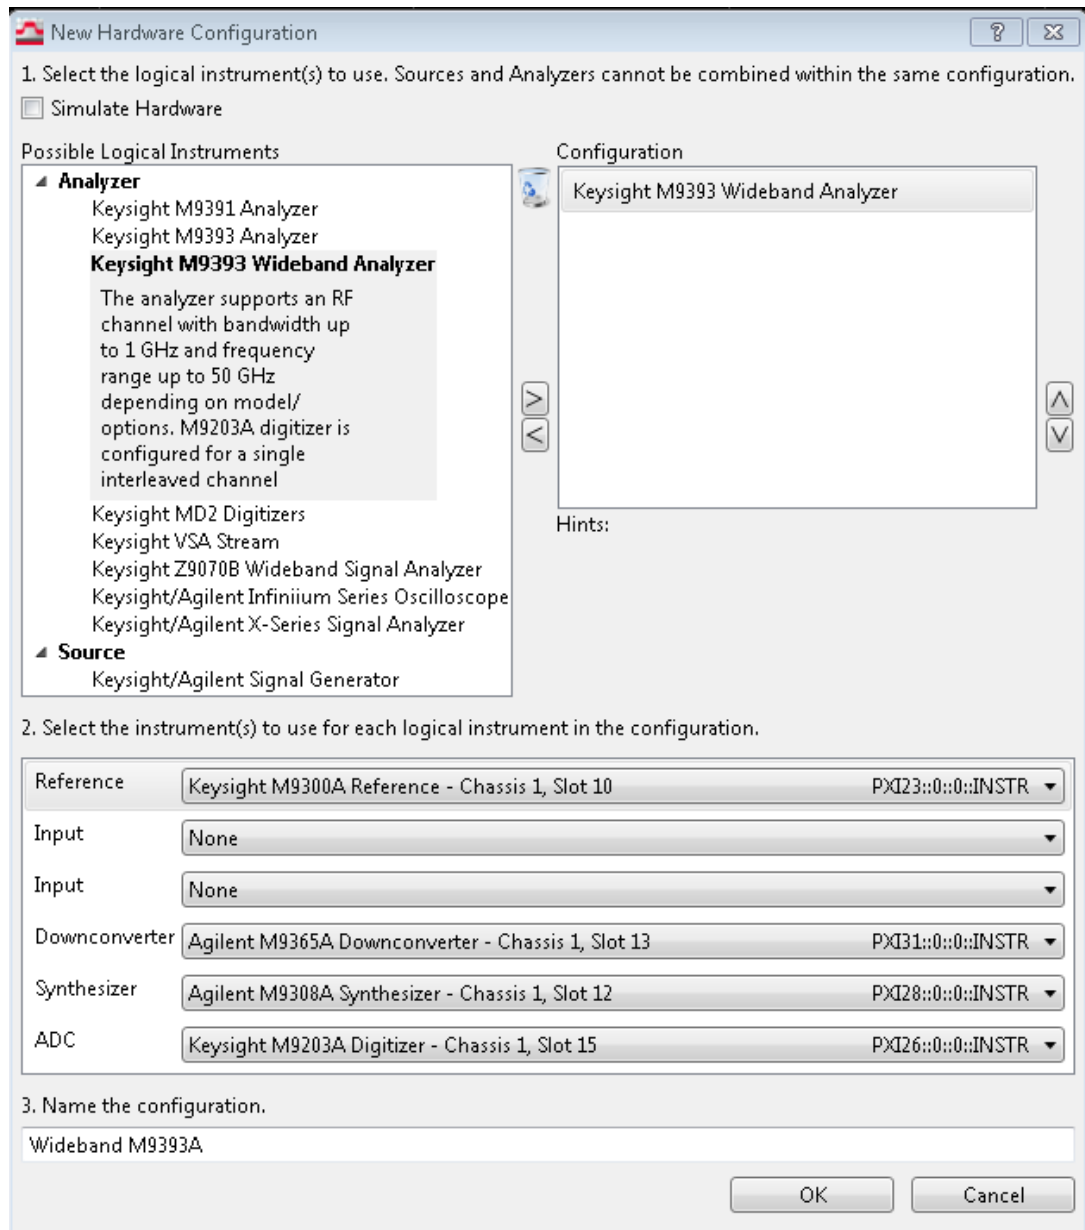 New Hardware Configuration
1. Select the logical instrument(s) to use. Sources and Analyzers cannot be combined within the same configuration.
Simulate Hardware
Possible Logical Instruments
Analyzer
Keysight M9391 Analyzer
Keysight M9393 Analyzer
Keysight M9393 Wideband Analyzer
The analyzer supports an RF
channel with bandwidth up
to 1 GHz and frequency
range up to 50 GHz
depending on model/
options. M9203A digitizer is
configured for a single
interleaved channel
Keysight MD2 Digitizers
Keysight VSA Stream
Keysight Z9070B Wideband Signal Analyzer
Keysight/Agilent Infiniium Series Oscilloscope
Keysight/Agilent X-Series Signal Analyzer
Source
Keysight/Agilent Signal Generator
Configuration
Keysight M9393 Wideband Analyzer
Hints:
2. Select the instrument(s) to use for each logical instrument in the configuration.
Reference Keysight M9300A Reference - Chassis 1, Slot 10 PXI23::0::0::INSTR
Input None
Input None
Downconverter Agilent M9365A Downconverter - Chassis 1, Slot 13 PXI31::0::0::INSTR
Synthesizer Agilent M9308A Synthesizer - Chassis 1, Slot 12 PXI28::0::0::INSTR
ADC Keysight M9203A Digitizer - Chassis 1, Slot 15 PXI26::0::0::INSTR
3. Name the configuration.
Wideband M9393A
OK Cancel